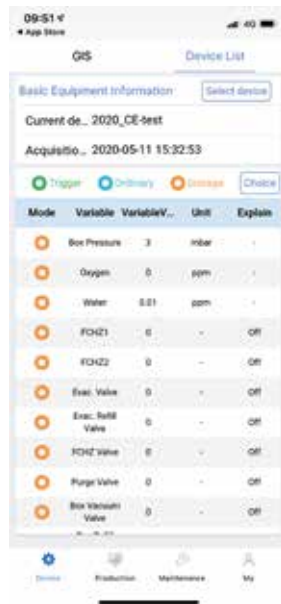 09:51
App Store 4G
GIS Device List
Basic Equipment Information Select device
Current de... 2020_CE-test
Acquisitio... 2020-05-11 15:32:53
Trigger Ordinary Choice
Mode Variable VariableV... Unit Explain
Box Pressure 3 mbar -
Oxygen 0 ppm -
Water 0.01 ppm -
FCHZ1 0 - Off
FCHZ2 0 - Off
Evac. Valve 0 - Off
Evac. Refill
Valve 0 - Off
FCHZ Valve 0 - Off
Purge Valve 0 - Off
Box Vacuum
Valve 0 - Off
Device Production Maintenance My